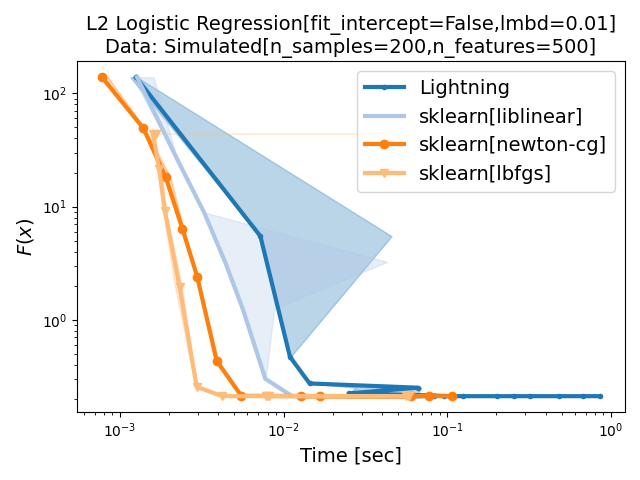 L2 Logistic Regression[fit_intercept=False,lmbd=0.01]
Data: Simulated[n_samples=200,n_features=500]
Lightning
sklearn[liblinear]
sklearn[newton-cg]
sklearn[lbfgs]
F(x)
10²
10¹
10⁰
10⁻³
10⁻²
10⁻¹
10⁰
Time [sec]